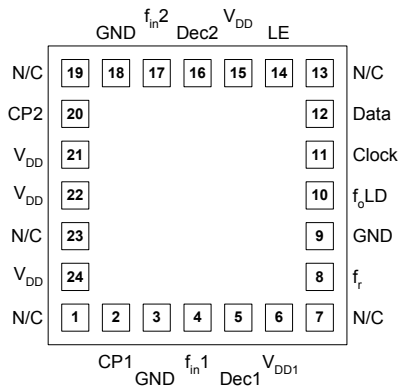 GND f_in2 Dec2 V_DD LE
N/C 19 18 17 16 15 14 13 N/C
CP2 20 12 Data
V_DD 21 11 Clock
V_DD 22 10 f_oLD
N/C 23 9 GND
V_DD 24 8 f_r
N/C 1 2 3 4 5 6 7 N/C
CP1 GND f_in1 Dec1 V_DD1